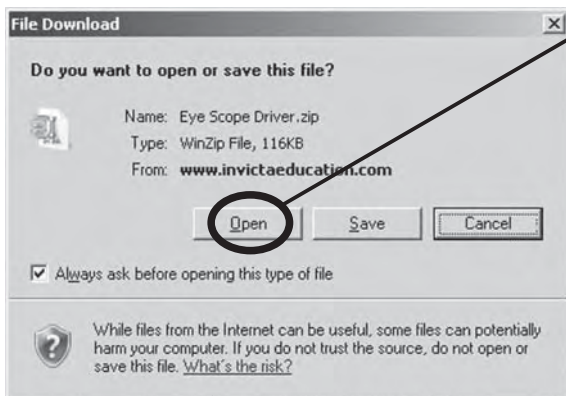 File Download
Do you want to open or save this file?
Name: Eye Scope Driver.zip
Type: WinZip File, 116KB
From: www.invictaeducation.com
Open Save Cancel
Always ask before opening this type of file
While files from the Internet can be useful, some files can potentially
harm your computer. If you do not trust the source, do not open or
save this file. What's the risk?